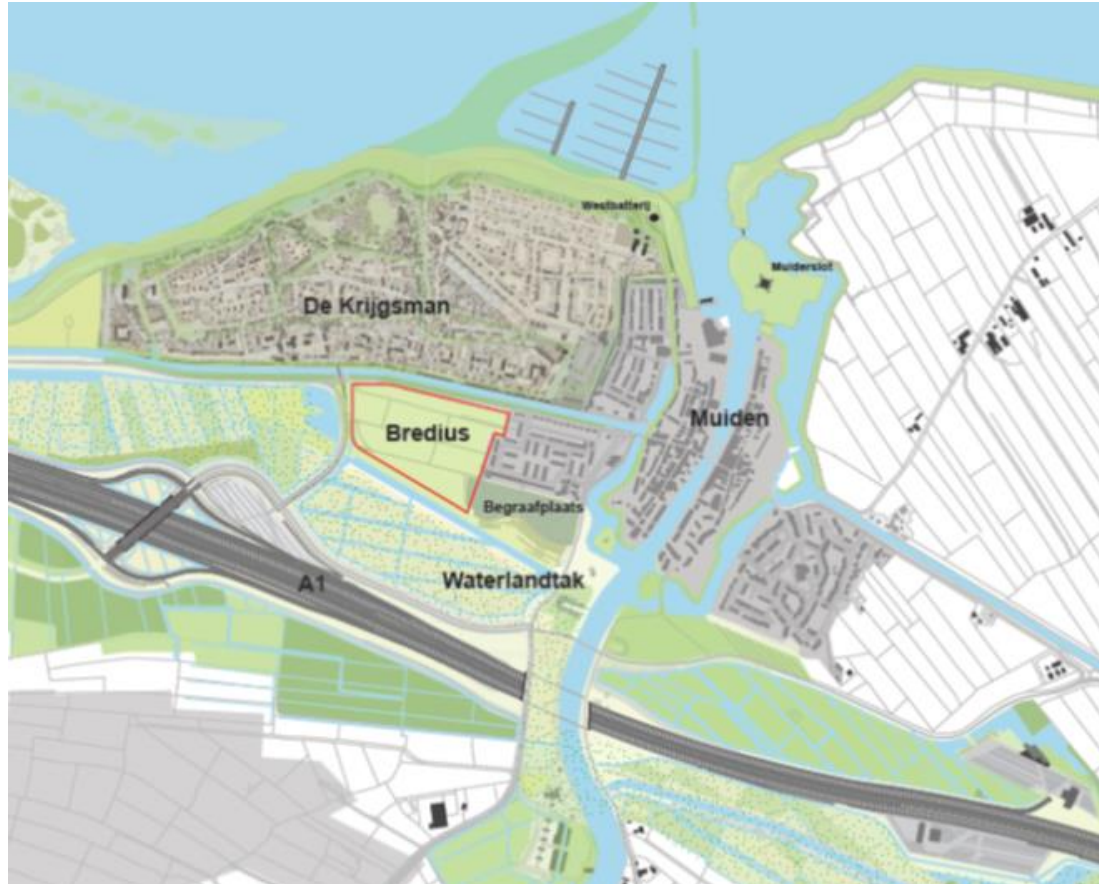 Westbatterij
Muiderslot
De Krijgsman
Muiden
Bredius
Begraafplaats
Waterlandtak
A1